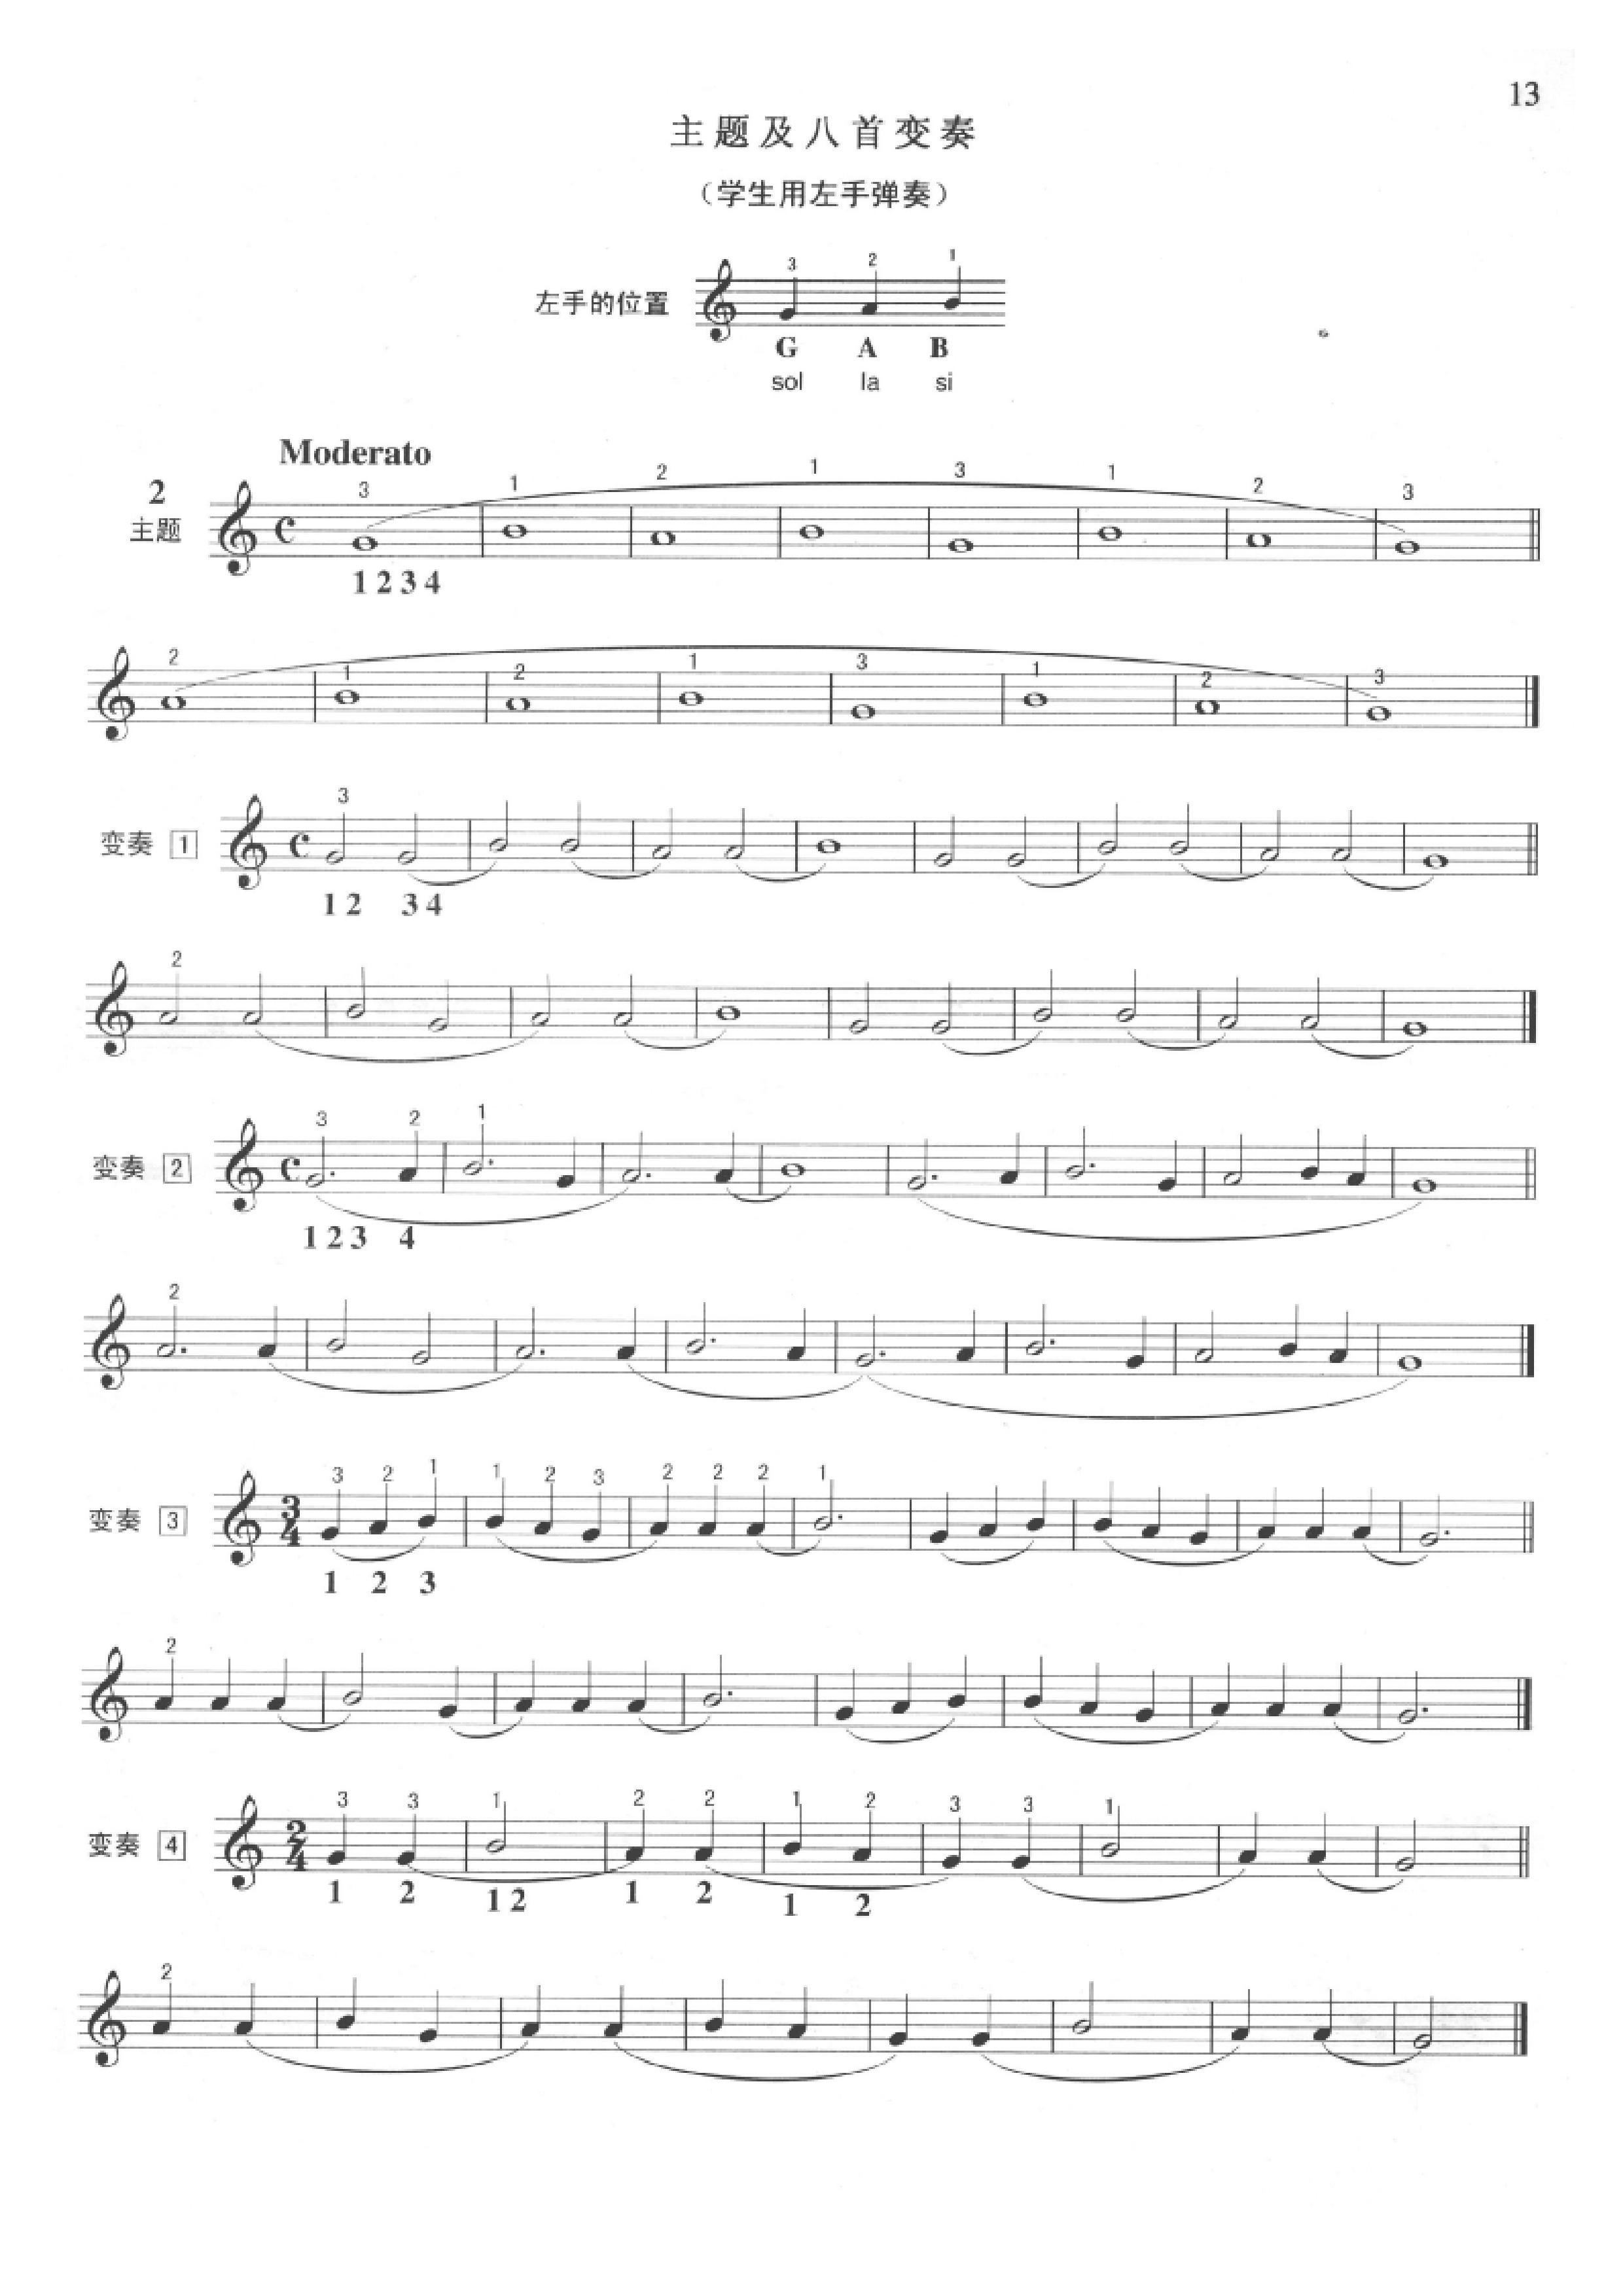 13
主题及八首变奏
（学生用左手弹奏）
3 2 1
左手的位置
G A B
sol la si
Moderato
2
主题
3 1 2 1 3 1 2 3
1 2 3 4
2 1 2 1 3 1 2 3
3
变奏 1
1 2 3 4
2
3 2 1
变奏 2
1 2 3 4
2
3 2 1 1 2 3 2 2 2 1
变奏 3 3 4
1 2 3
2
3 3 1 2 2 1 2 3 3 1
变奏 4 2 4
1 2 1 2 1 2 1 2
2